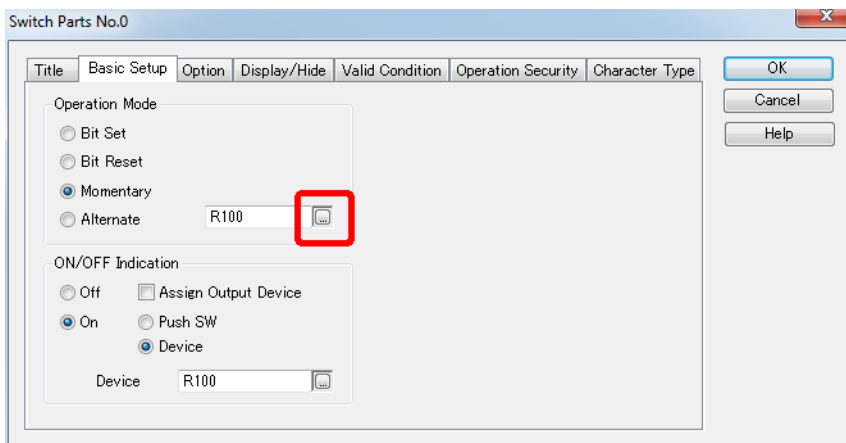 Switch Parts No.0
Title Basic Setup Option Display/Hide Valid Condition Operation Security Character Type
OK
Cancel
Help
Operation Mode
Bit Set
Bit Reset
Momentary
Alternate R100 ...
ON/OFF Indication
Off Assign Output Device
On Push SW
Device
Device R100 ...